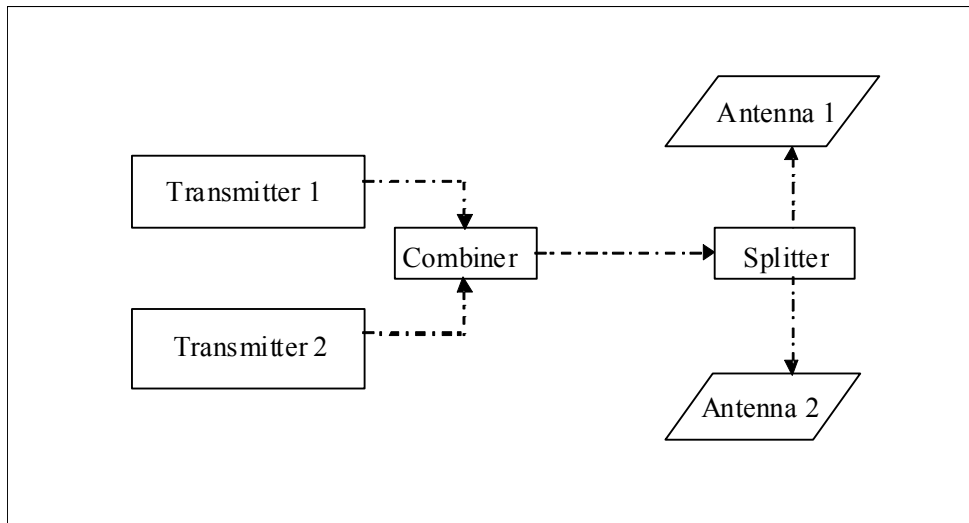 Antenna 1
Transmitter 1
Combiner
Splitter
Transmitter 2
Antenna 2